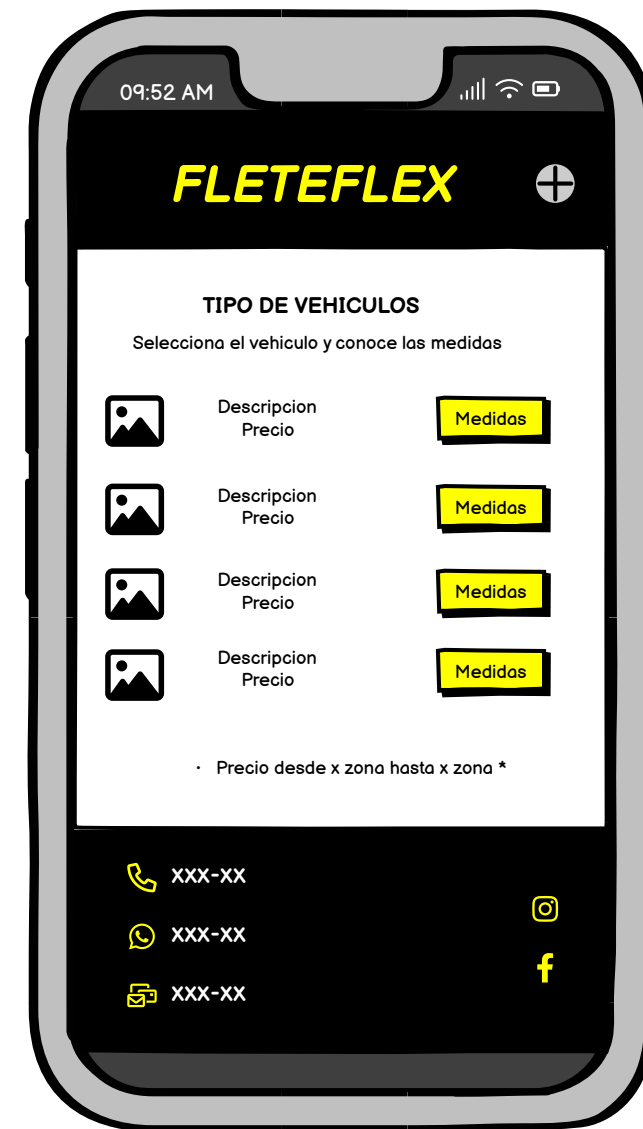 09:52 AM
FLETEFLEX
TIPO DE VEHICULOS
Selecciona el vehiculo y conoce las medidas
Descripcion
Precio
Medidas
Descripcion
Precio
Medidas
Descripcion
Precio
Medidas
Descripcion
Precio
Medidas
· Precio desde x zona hasta x zona *
XXX-XX
XXX-XX
XXX-XX